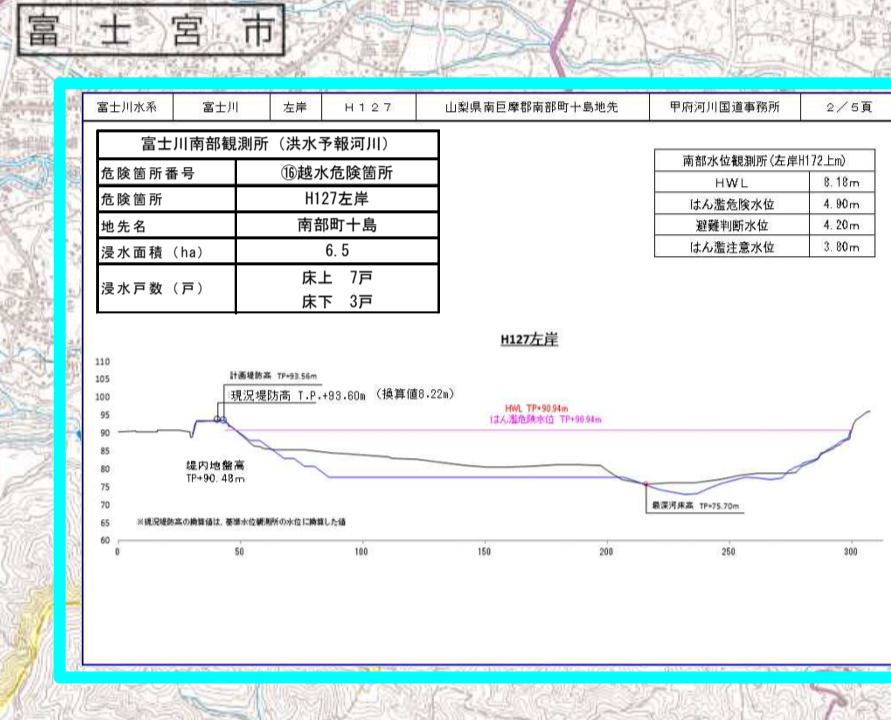 富士宮市
富士川水系 富士川 左岸 H127 山梨県南巨摩郡南部町十島地先 甲府河川国道事務所 2/5頁
富士川南部観測所（洪水予報河川）
危険箇所番号 ⑯越水危険箇所
危険箇所 H127左岸
地先名 南部町十島
浸水面積（ha） 6.5
浸水戸数（戸） 床上 7戸
床下 3戸
南部水位観測所(左岸H172上m)
HWL 8.18m
はん濫危険水位 4.90m
避難判断水位 4.20m
はん濫注意水位 3.80m
H127左岸
計画堤防高 TP+93.56m
現況堤防高 T.P.+93.60m （換算値8.22m）
HWL TP+90.94m
はん濫危険水位 TP+90.94m
堤内地盤高
TP+90.48m
最深河床高 TP+75.70m
※現況堤防高の換算値は、基準水位観測所の水位に換算した値
110
105
100
95
90
85
80
75
70
65
60
0 50 100 150 200 250 300